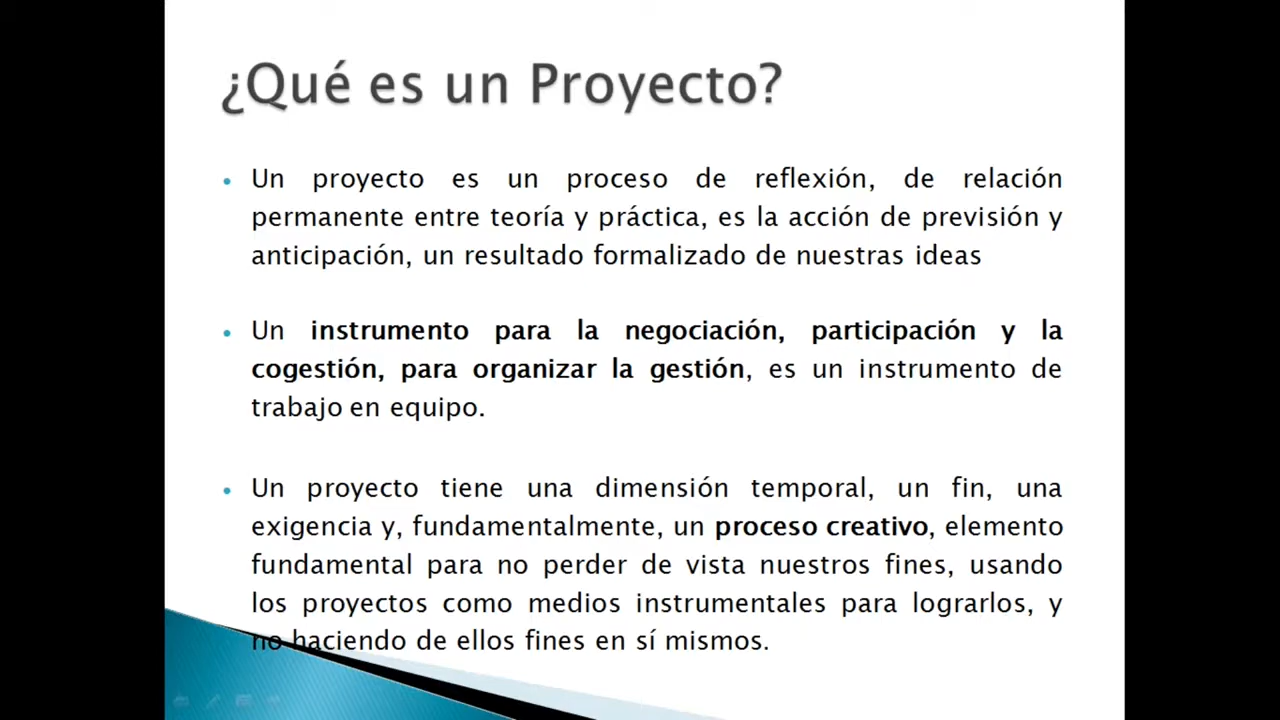 ¿Qué es un Proyecto?
• Un proyecto es un proceso de reflexión, de relación
permanente entre teoría y práctica, es la acción de previsión y
anticipación, un resultado formalizado de nuestras ideas
• Un instrumento para la negociación, participación y la
cogestión, para organizar la gestión, es un instrumento de
trabajo en equipo.
• Un proyecto tiene una dimensión temporal, un fin, una
exigencia y, fundamentalmente, un proceso creativo, elemento
fundamental para no perder de vista nuestros fines, usando
los proyectos como medios instrumentales para lograrlos, y
no haciendo de ellos fines en sí mismos.